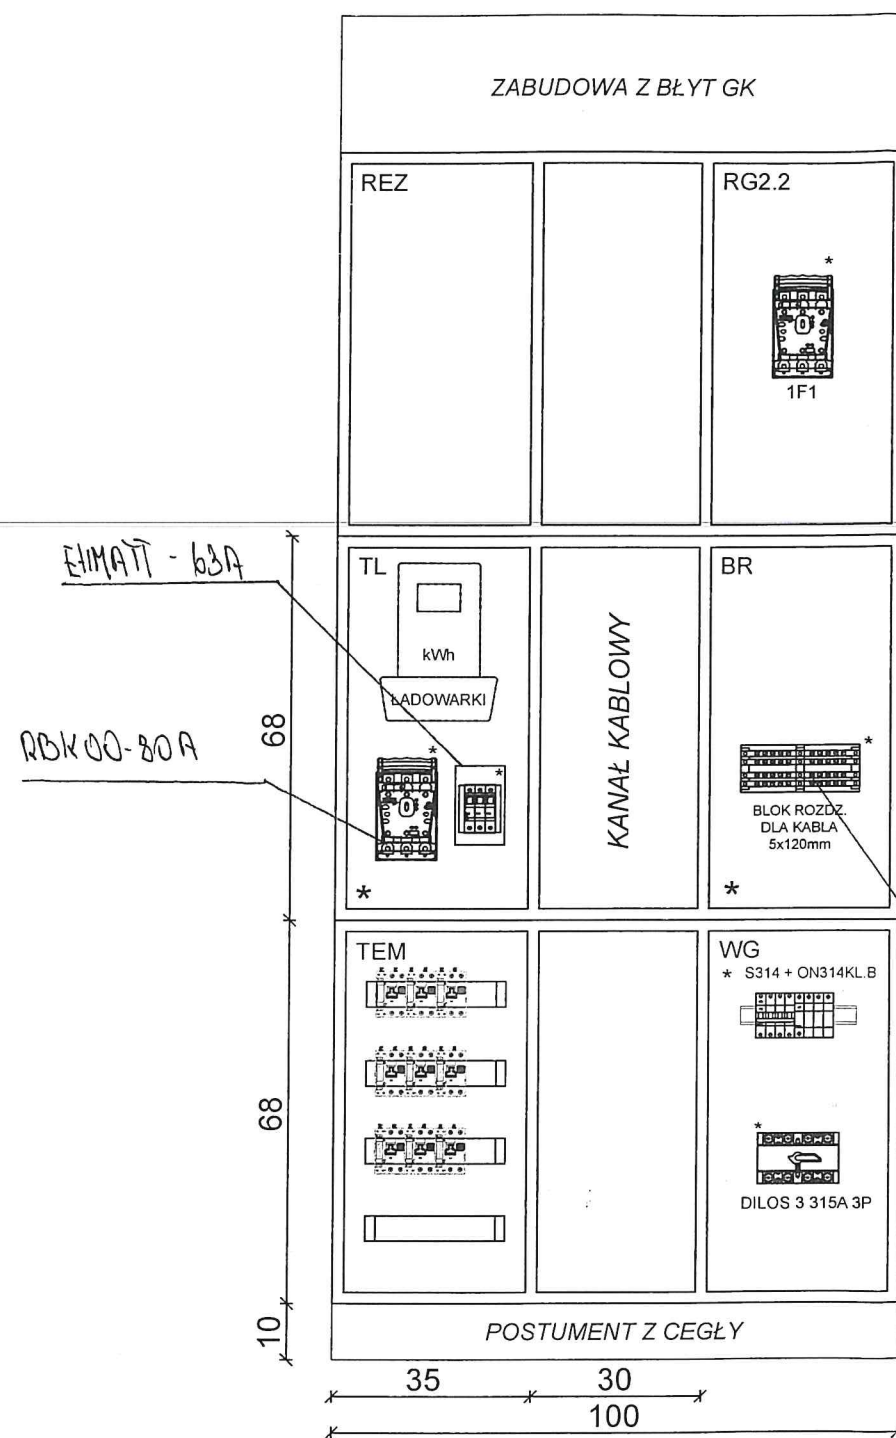 ZABUDOWA Z BŁYT GK
REZ
RG2.2
*
1F1
- 63A
TL
kWh
ŁADOWARKI
*
*
*
RBK00-80A
KANAŁ KABLOWY
BR
*
BLOK ROZDZ.
DLA KABLA
5x120mm
*
68
TEM
WG
* S314 + ON314KL.B
*
DILOS 3 315A 3P
68
POSTUMENT Z CEGŁY
10
35
30
100